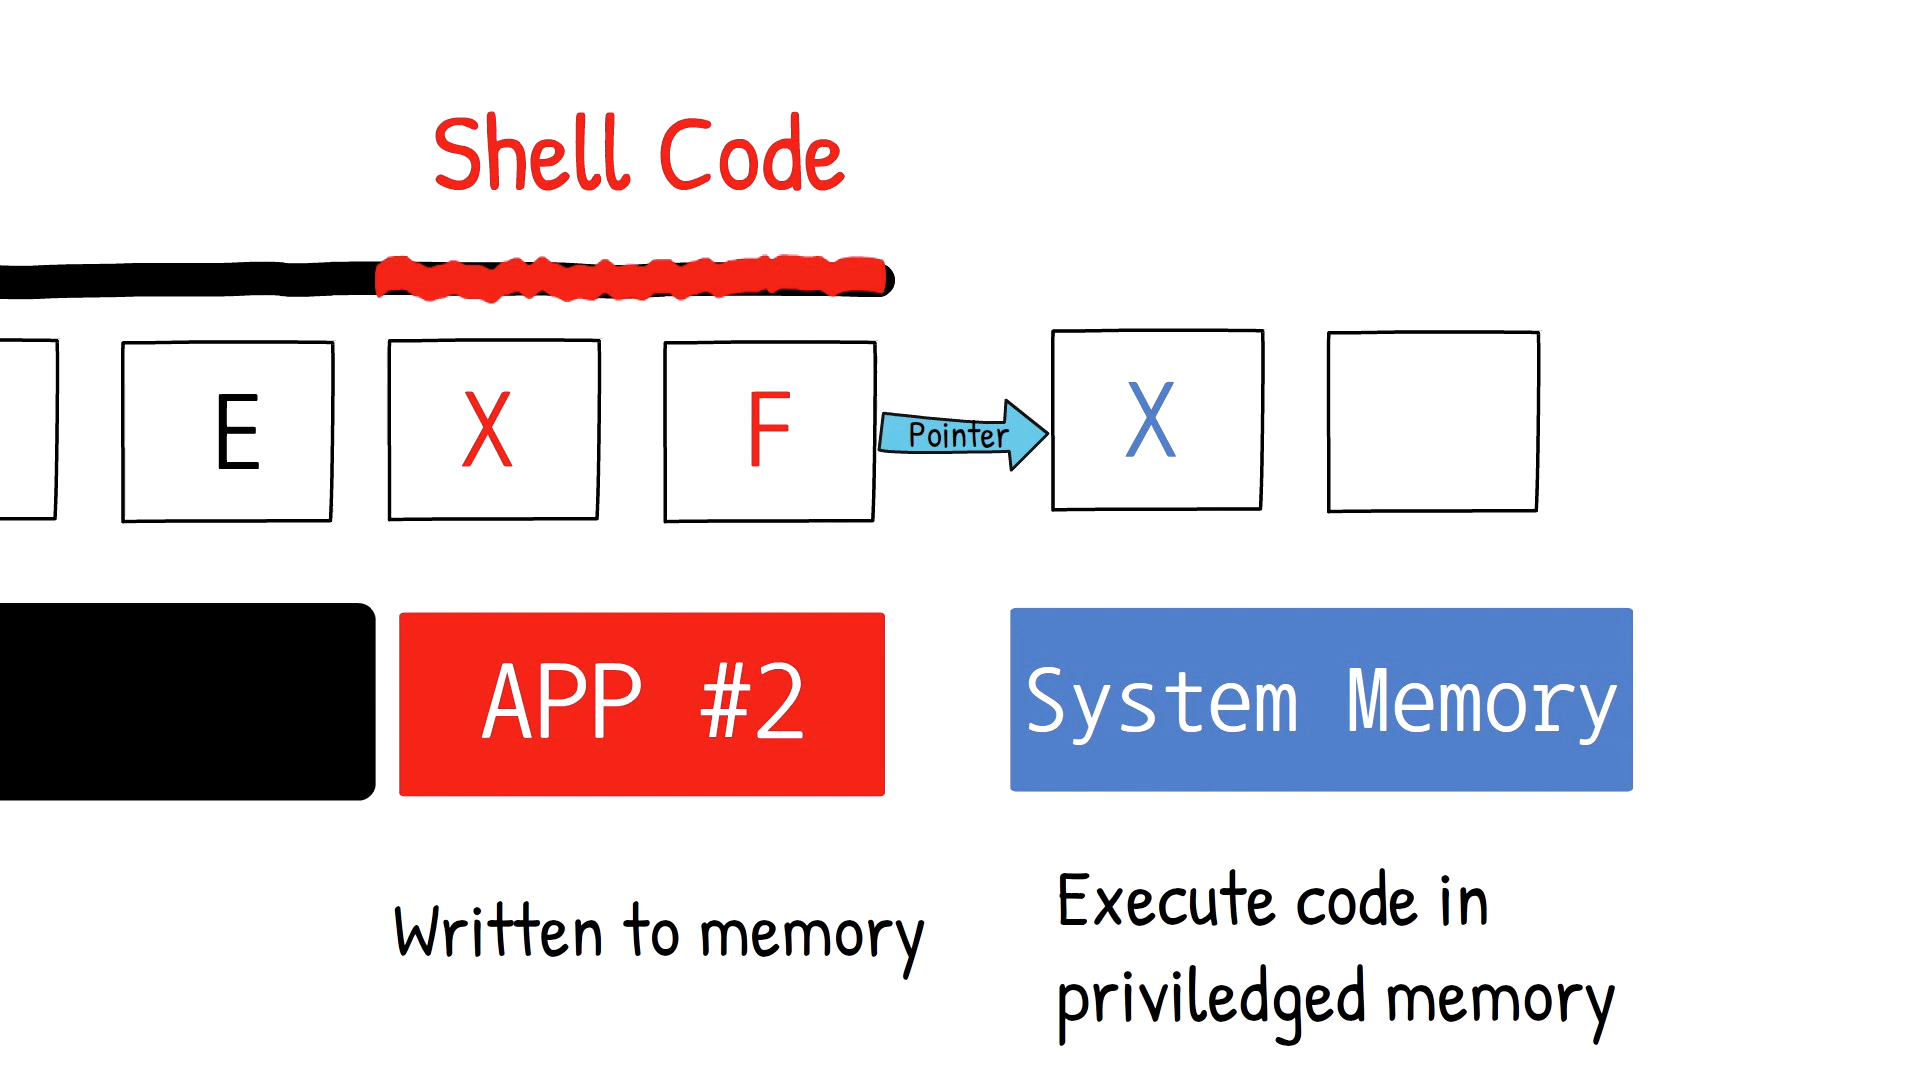 Shell Code
E X F Pointer X
APP #2 System Memory
Written to memory
Execute code in
priviledged memory